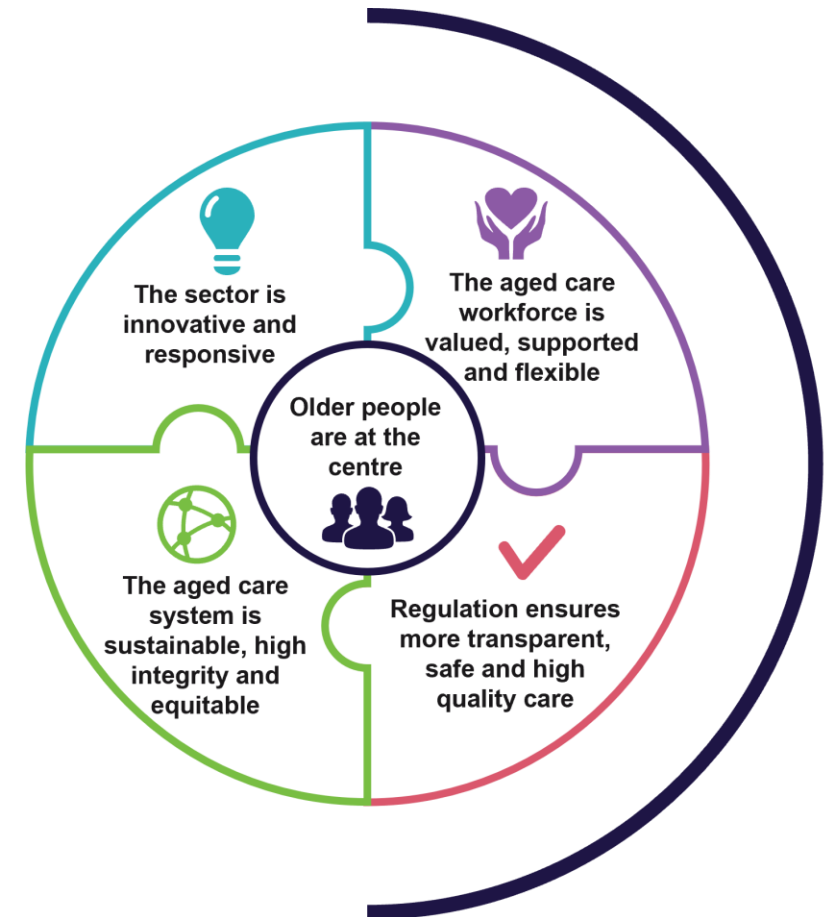 The sector is
innovative and
responsive
The aged care
workforce is
valued, supported
and flexible
Older people
are at the
centre
The aged care
system is
sustainable, high
integrity and
equitable
Regulation ensures
more transparent,
safe and high
quality care